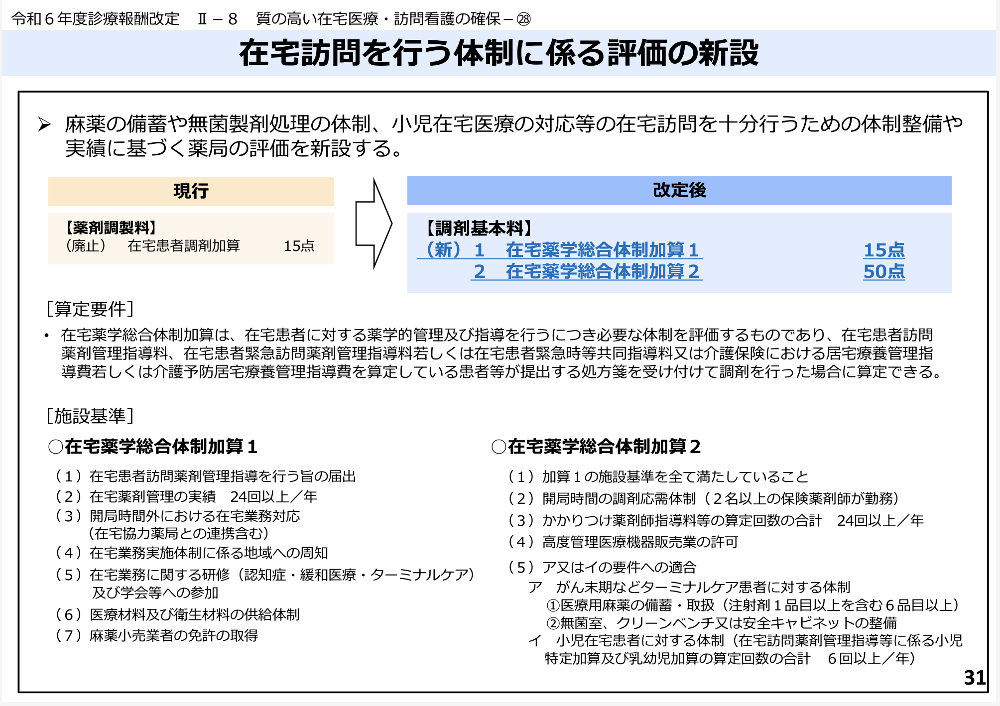 令和６年度診療報酬改定　Ⅱ－８　質の高い在宅医療・訪問看護の確保－㉘
在宅訪問を行う体制に係る評価の新設
➢ 麻薬の備蓄や無菌製剤処理の体制、小児在宅医療の対応等の在宅訪問を十分行うための体制整備や
実績に基づく薬局の評価を新設する。
現行
【薬剤調製料】
（廃止）　在宅患者調剤加算　15点
改定後
【調剤基本料】
（新）１　在宅薬学総合体制加算１　15点
２　在宅薬学総合体制加算２　50点
［算定要件］
・ 在宅薬学総合体制加算は、在宅患者に対する薬学的管理及び指導を行うにつき必要な体制を評価するものであり、在宅患者訪問
薬剤管理指導料、在宅患者緊急訪問薬剤管理指導料若しくは在宅患者緊急時等共同指導料又は介護保険における居宅療養管理指
導費若しくは介護予防居宅療養管理指導費を算定している患者等が提出する処方箋を受け付けて調剤を行った場合に算定できる。
［施設基準］
○在宅薬学総合体制加算１
（１）在宅患者訪問薬剤管理指導を行う旨の届出
（２）在宅薬剤管理の実績　24回以上／年
（３）開局時間外における在宅業務対応
（在宅協力薬局との連携含む）
（４）在宅業務実施体制に係る地域への周知
（５）在宅業務に関する研修（認知症・緩和医療・ターミナルケア）
及び学会等への参加
（６）医療材料及び衛生材料の供給体制
（７）麻薬小売業者の免許の取得
○在宅薬学総合体制加算２
（１）加算１の施設基準を全て満たしていること
（２）開局時間の調剤応需体制（２名以上の保険薬剤師が勤務）
（３）かかりつけ薬剤師指導料等の算定回数の合計　24回以上／年
（４）高度管理医療機器販売業の許可
（５）ア又はイの要件への適合
ア　がん末期などターミナルケア患者に対する体制
①医療用麻薬の備蓄・取扱（注射剤１品目以上を含む６品目以上）
②無菌室、クリーンベンチ又は安全キャビネットの整備
イ　小児在宅患者に対する体制（在宅訪問薬剤管理指導等に係る小児
特定加算及び乳幼児加算の算定回数の合計　６回以上／年）
31